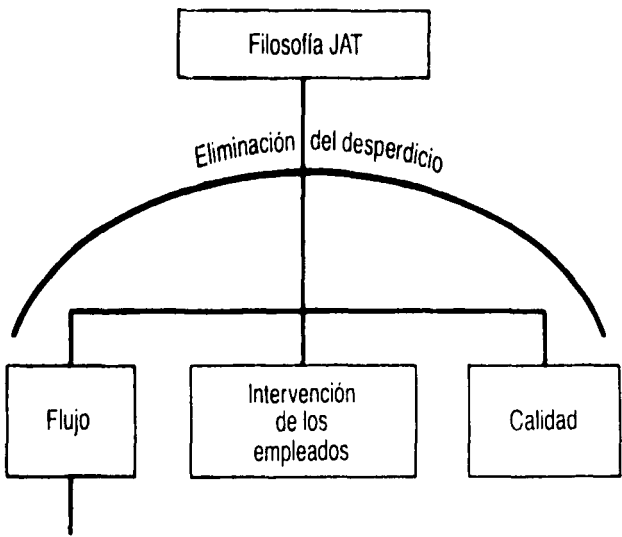 Filosofía JAT
Eliminación del desperdicio
Flujo
Intervención
de los
empleados
Calidad